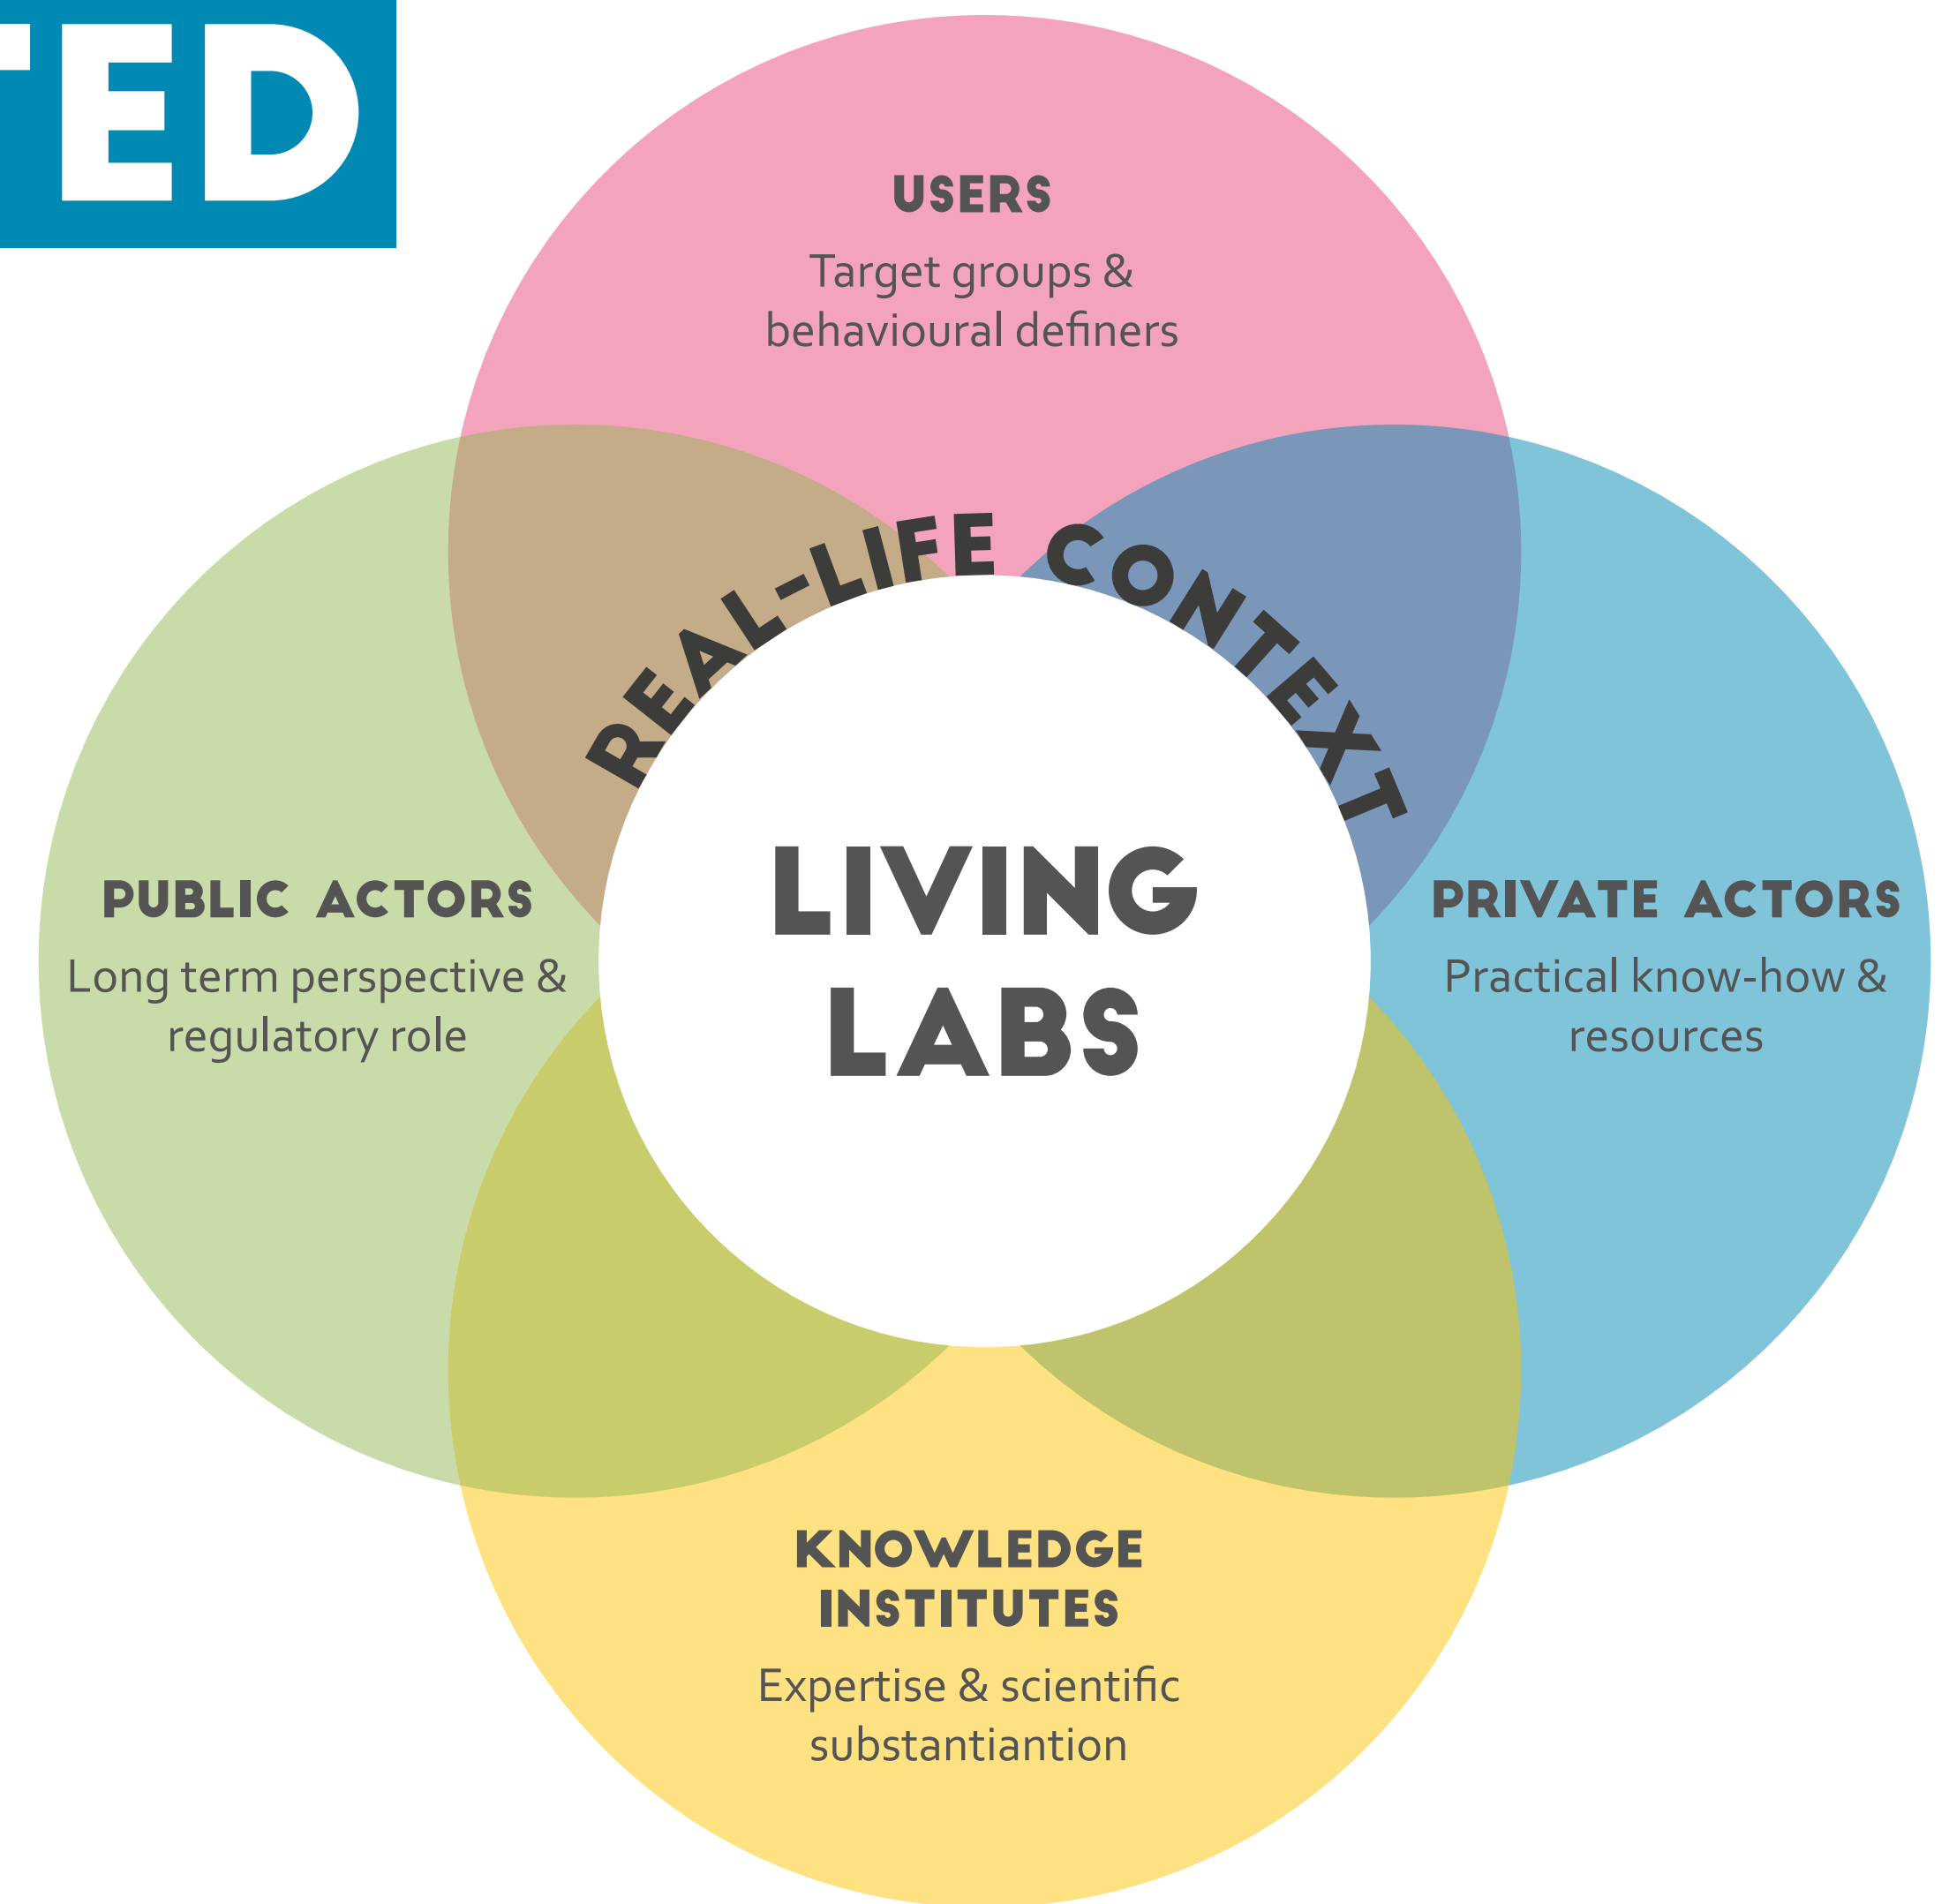 TED
USERS
Target groups &
behavioural definers
REAL-LIFE CONTEXT
PUBLIC ACTORS
Long term perspective &
regulatory role
LIVING
LABS
PRIVATE ACTORS
Practical know-how &
resources
KNOWLEDGE
INSTITUTES
Expertise & scientific
substantiantion